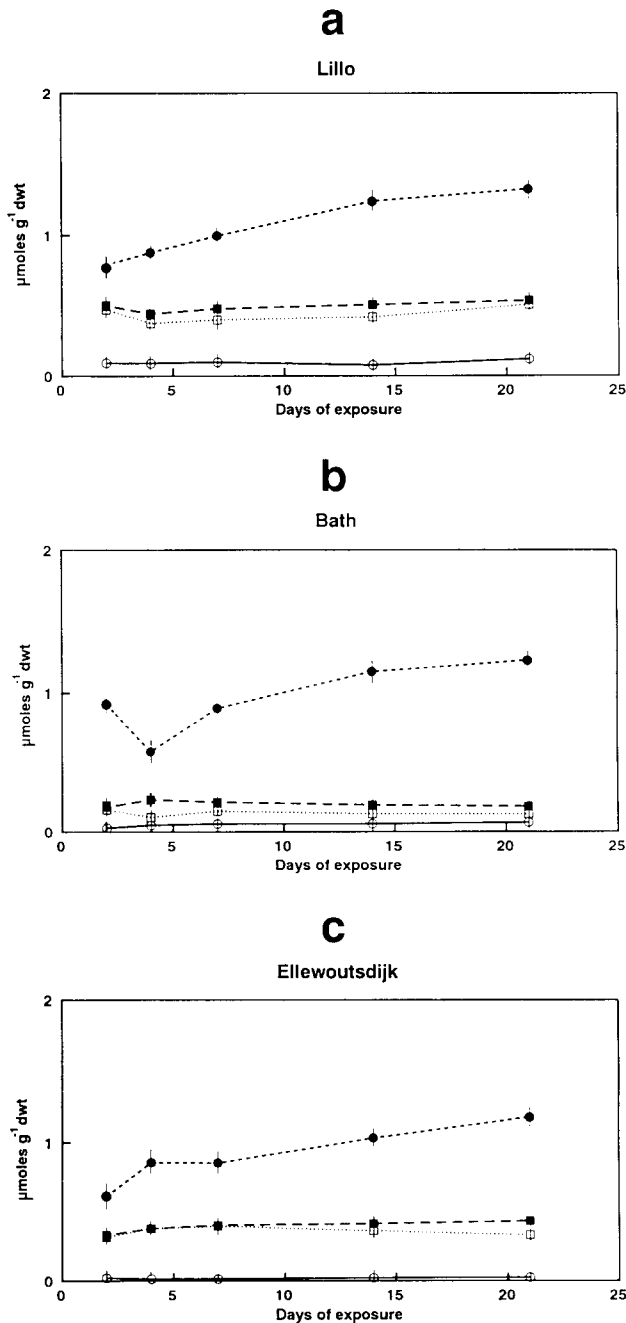 a
Lillo
2
1
0
µmoles g-1 dwt
0 5 10 15 20 25
Days of exposure
b
Bath
2
1
0
µmoles g-1 dwt
0 5 10 15 20 25
Days of exposure
c
Ellewoutsdijk
2
1
0
µmoles g-1 dwt
0 5 10 15 20 25
Days of exposure